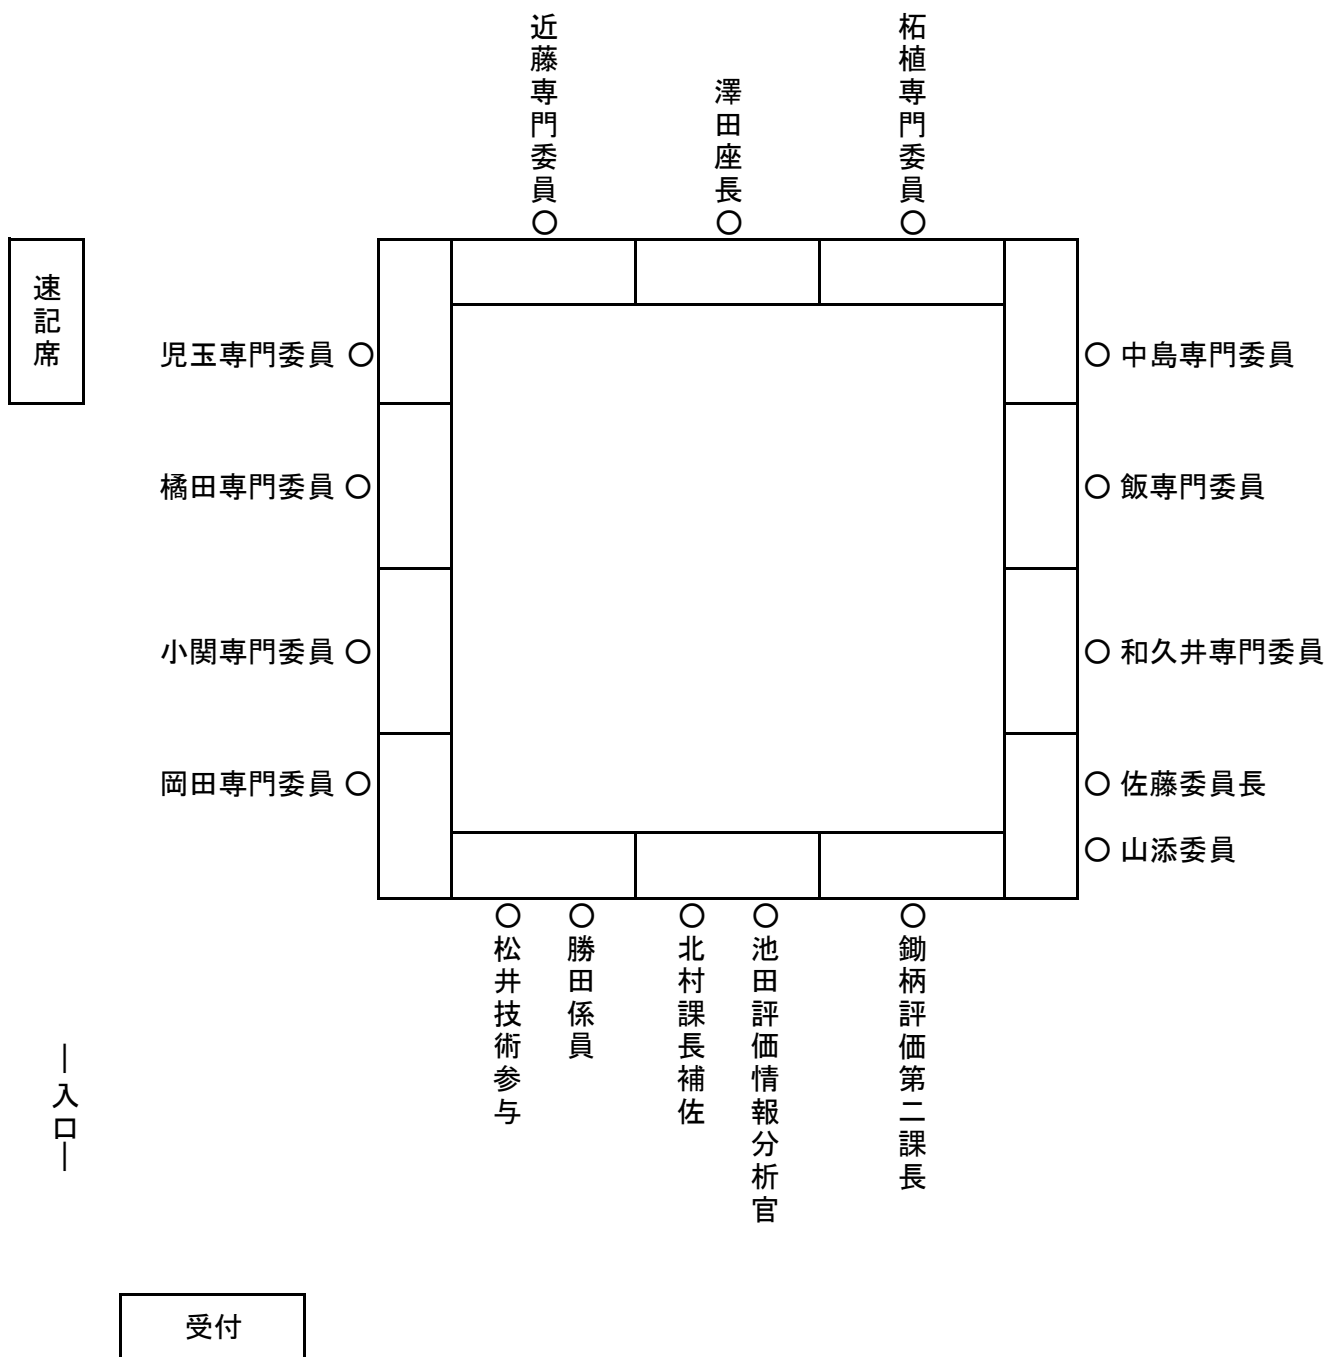 近藤専門委員
澤田座長
柘植専門委員
速記席
児玉専門委員
中島専門委員
橘田専門委員
飯専門委員
小関専門委員
和久井専門委員
岡田専門委員
佐藤委員長
山添委員
松井技術参与
勝田係員
北村課長補佐
池田評価情報分析官
鋤柄評価第二課長
―入口―
受付